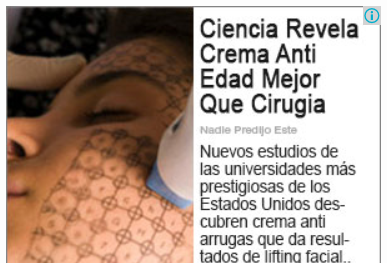 Ciencia Revela
Crema Anti
Edad Mejor
Que Cirugia
Nadie Predijo Este
Nuevos estudios de
las universidades más
prestigiosas de los
Estados Unidos des-
cubren crema anti
arrugas que da resul-
tados de lifting facial..